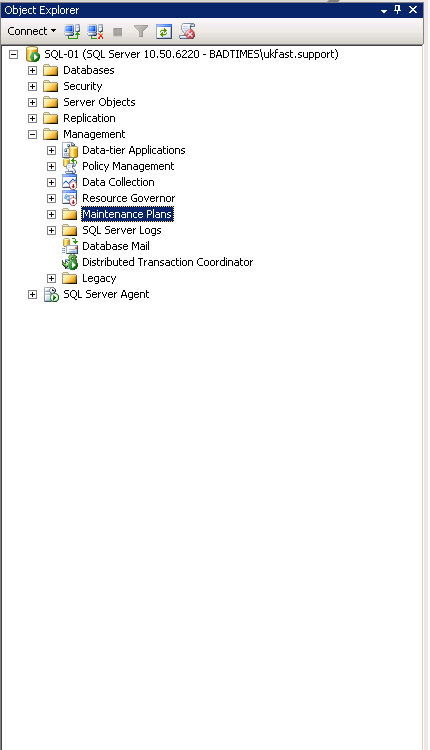 Object Explorer
Connect
SQL-01 (SQL Server 10.50.6220 - BADTIMES\ukfast.support)
Databases
Security
Server Objects
Replication
Management
Data-tier Applications
Policy Management
Data Collection
Resource Governor
Maintenance Plans
SQL Server Logs
Database Mail
Distributed Transaction Coordinator
Legacy
SQL Server Agent